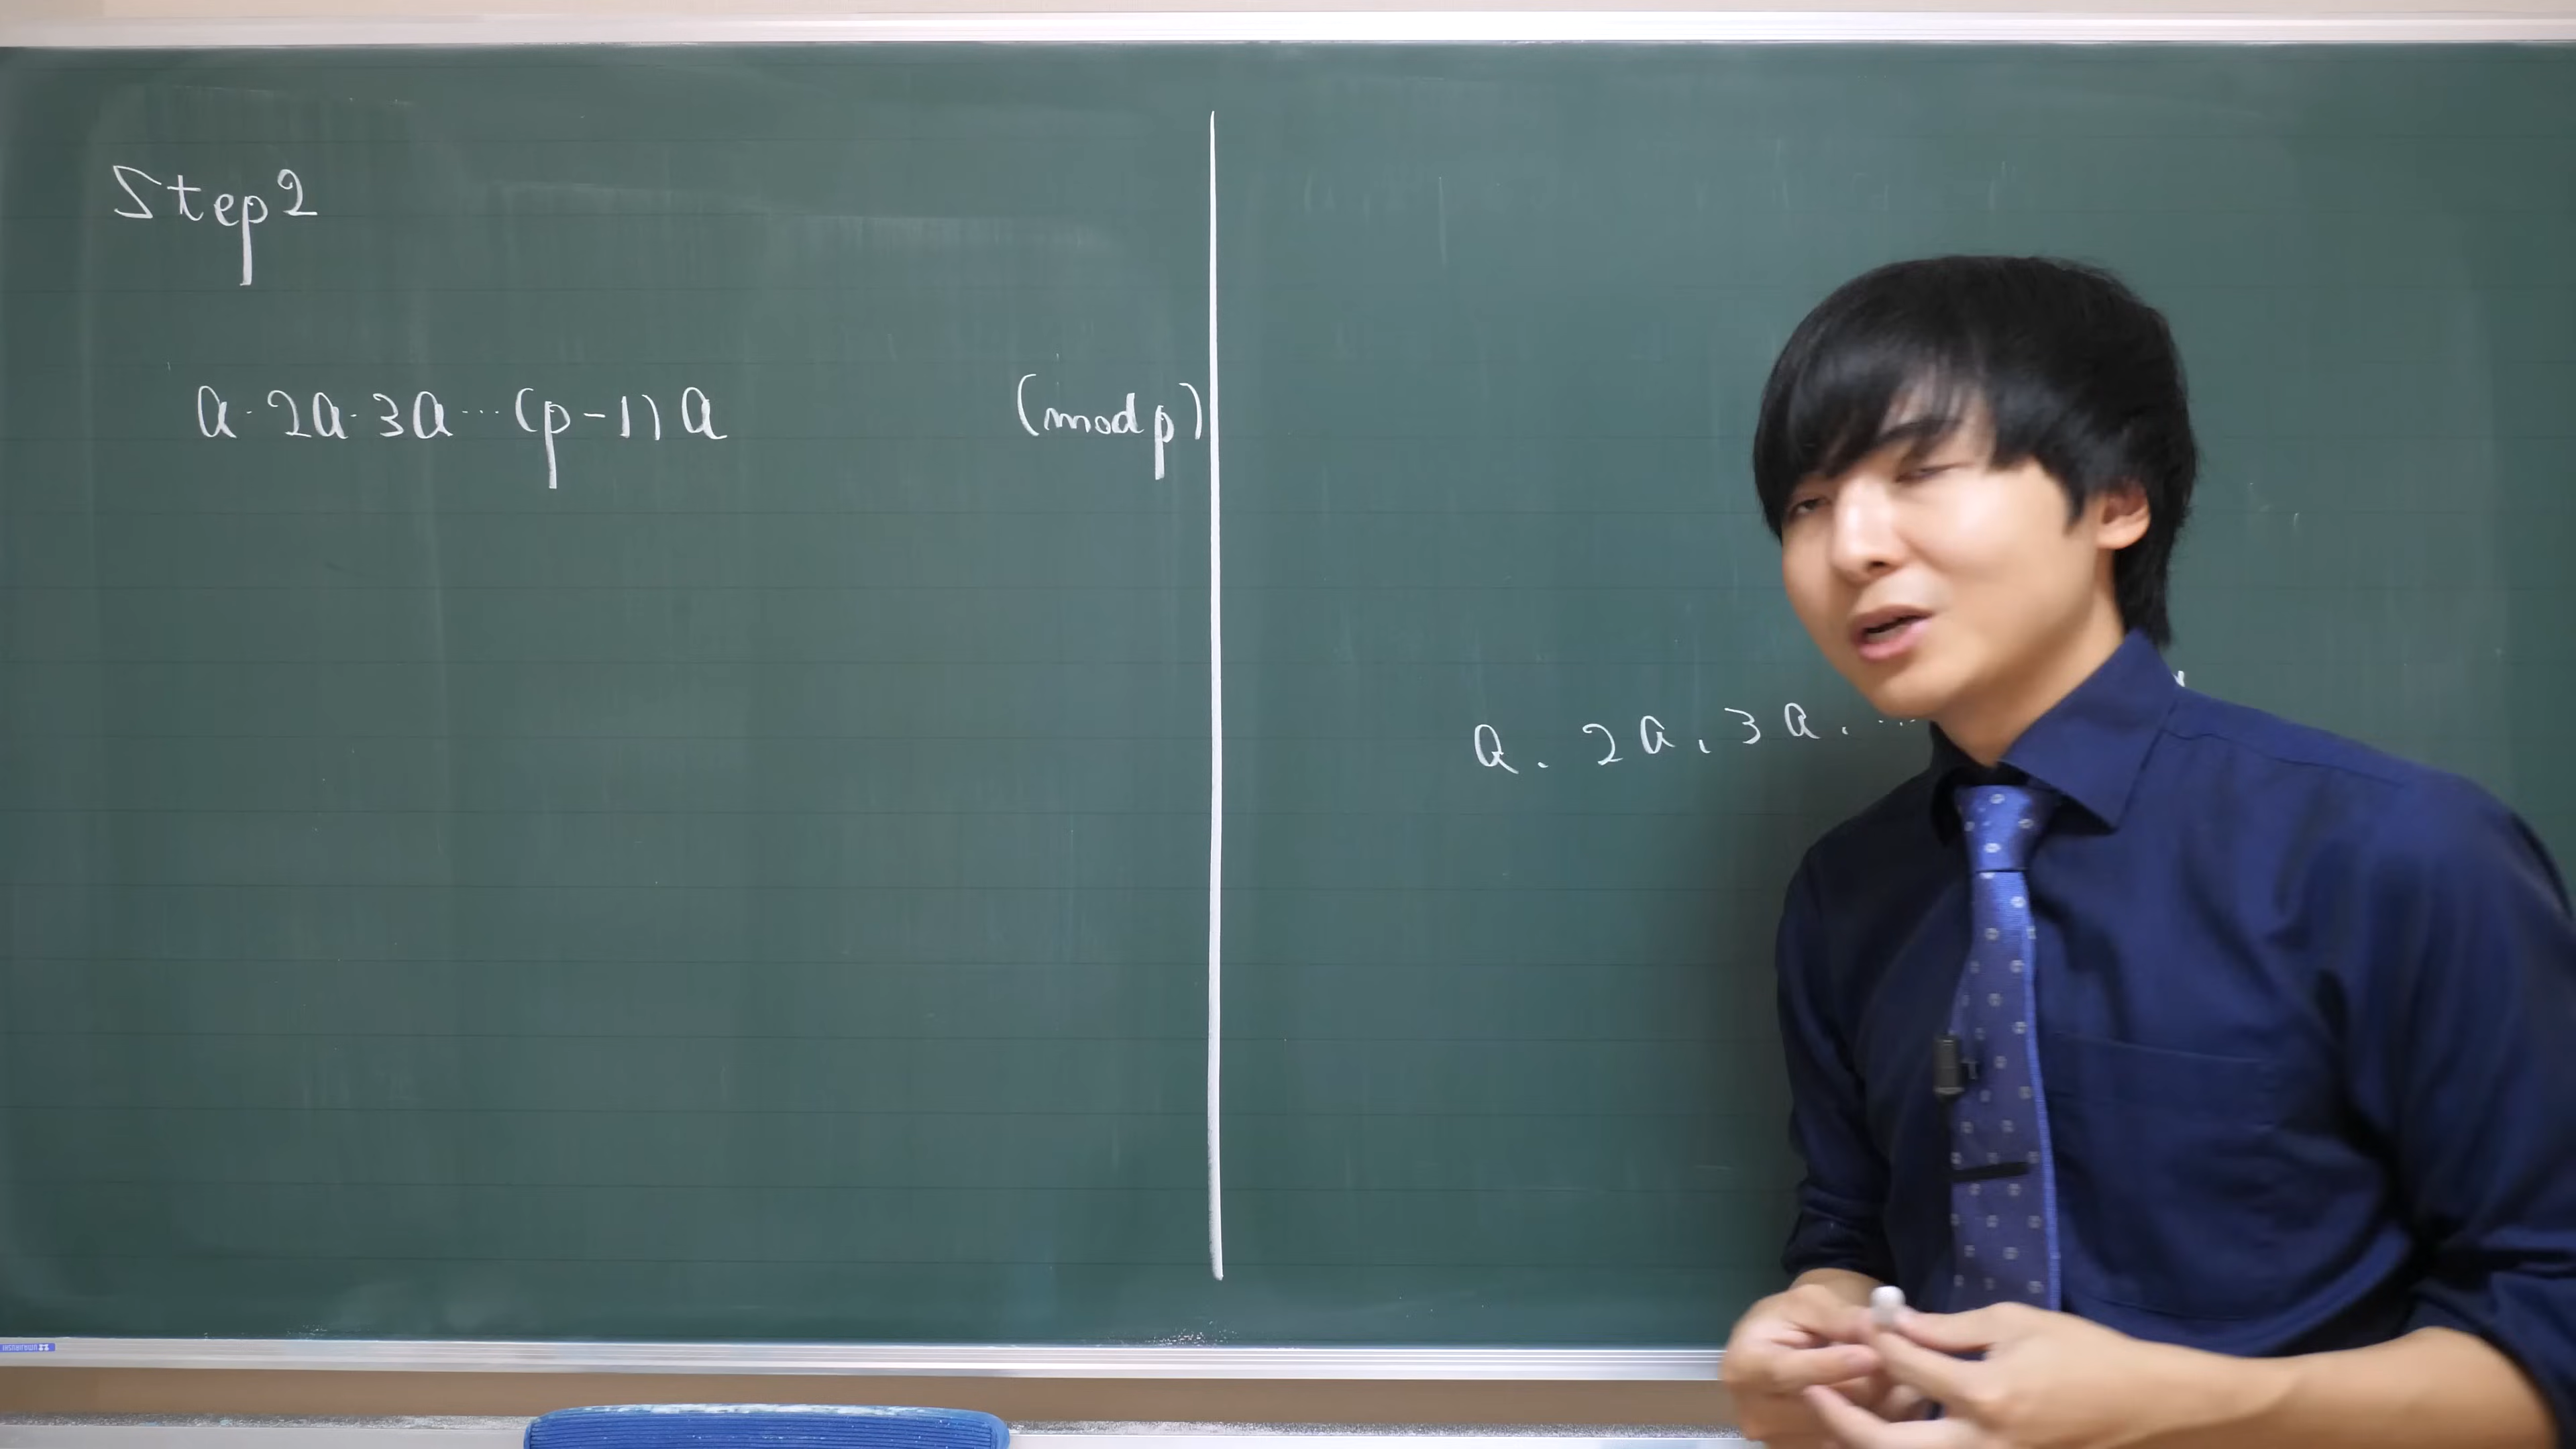 Step2
a・2a・3a…(p-1)a (mod p)
a. 2a, 3a, …